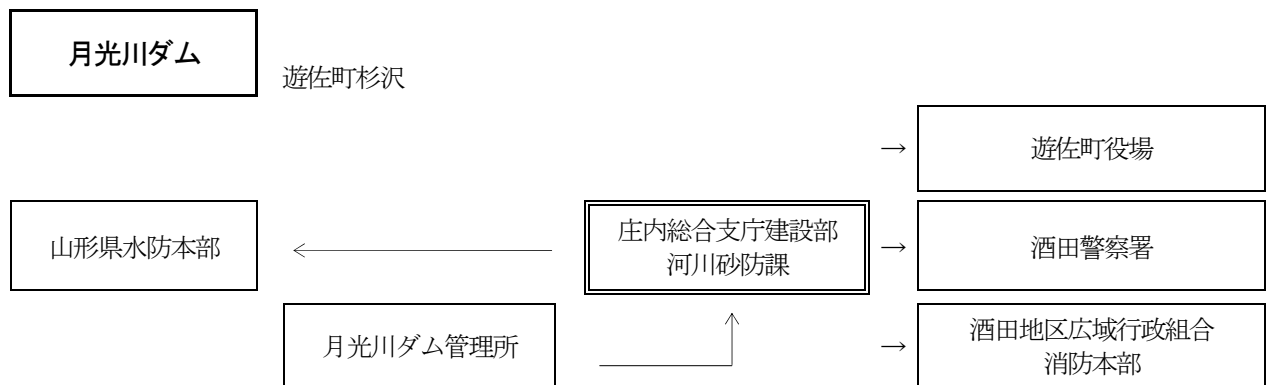 月光川ダム
遊佐町杉沢
→
遊佐町役場
山形県水防本部
←
庄内総合支庁建設部
河川砂防課
→
酒田警察署
月光川ダム管理所
→
酒田地区広域行政組合
消防本部